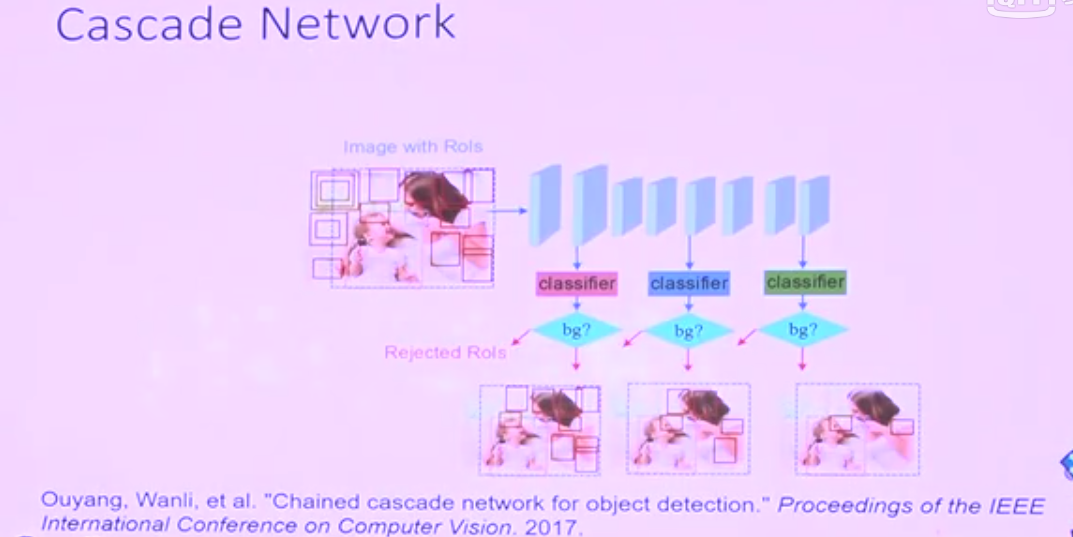 Cascade Network
Image with RoIs
classifier
classifier
classifier
bg?
bg?
bg?
Rejected RoIs
Ouyang, Wanli, et al. "Chained cascade network for object detection." Proceedings of the IEEE
International Conference on Computer Vision. 2017.